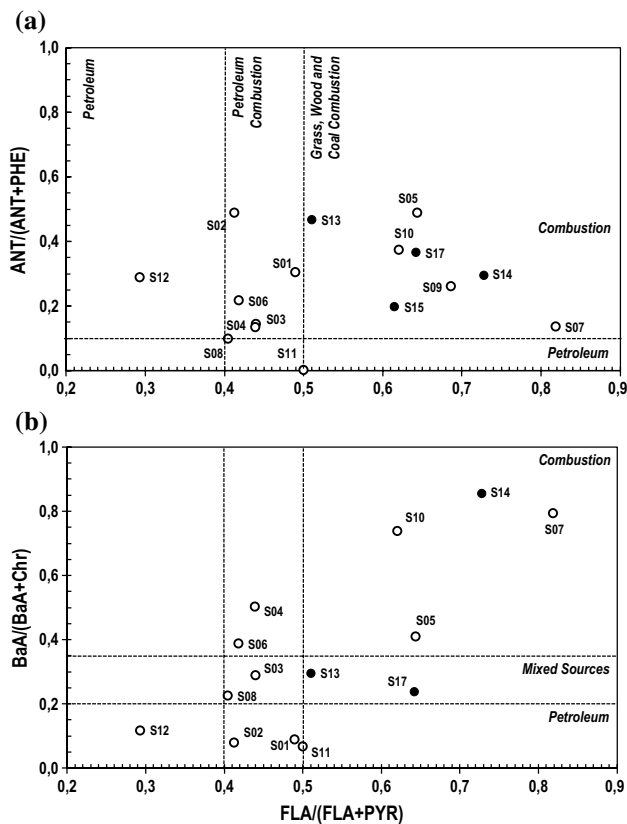 (a)
1,0
0,8
0,6
0,4
0,2
0,0
ANT/(ANT+PHE)
Petroleum
Petroleum
Combustion
Grass, Wood and
Coal Combustion
S05
S02
S13
S10
S17
Combustion
S01
S12
S14
S09
S06
S15
S04
S03
S07
S08
S11
Petroleum
0,2
0,3
0,4
0,5
0,6
0,7
0,8
0,9
(b)
1,0
0,8
0,6
0,4
0,2
0,0
BaA/(BaA+Chr)
Combustion
S14
S10
S07
S04
S05
S06
S03
S13
Mixed Sources
S17
S08
Petroleum
S12
S02
S01
S11
0,2
0,3
0,4
0,5
0,6
0,7
0,8
0,9
FLA/(FLA+PYR)